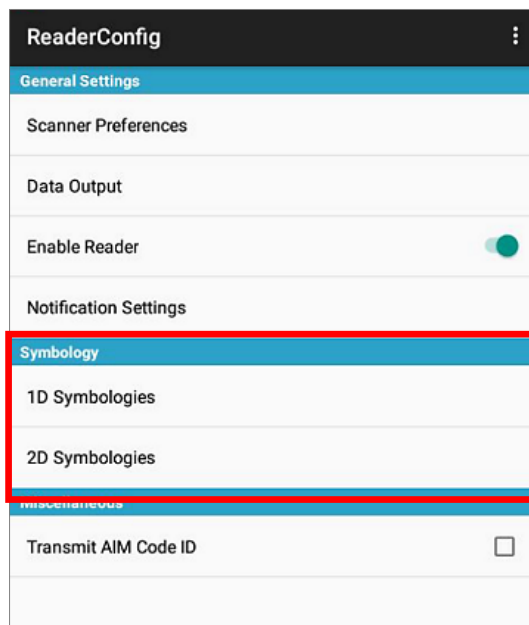 ReaderConfig
General Settings
Scanner Preferences
Data Output
Enable Reader
Notification Settings
Symbology
1D Symbologies
2D Symbologies
Miscellaneous
Transmit AIM Code ID